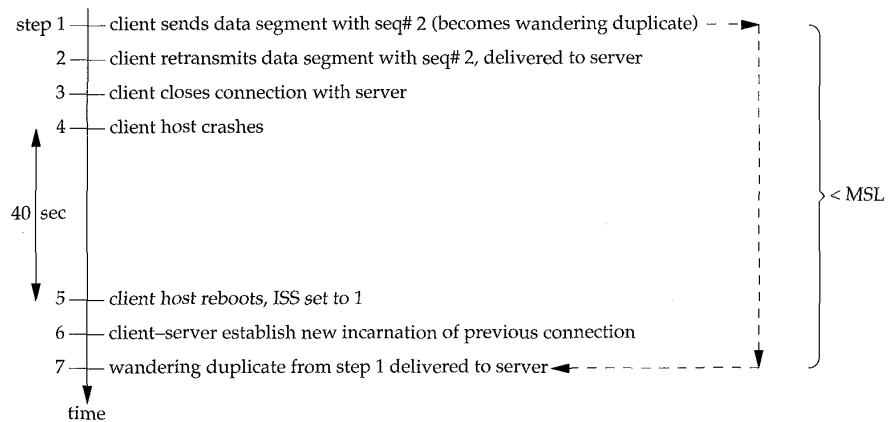 step 1 client sends data segment with seq# 2 (becomes wandering duplicate)
2 client retransmits data segment with seq# 2, delivered to server
3 client closes connection with server
4 client host crashes
< MSL
40 sec
5 client host reboots, ISS set to 1
6 client–server establish new incarnation of previous connection
7 wandering duplicate from step 1 delivered to server
time